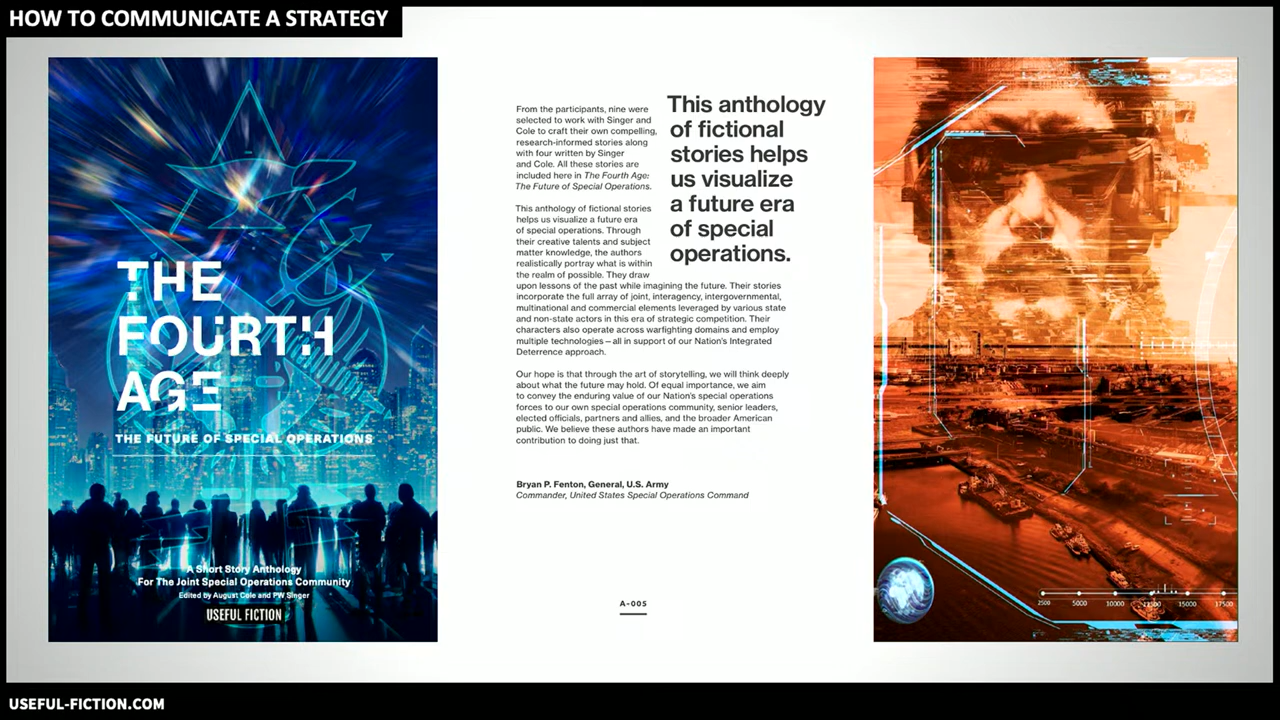 HOW TO COMMUNICATE A STRATEGY
THE
FOURTH
AGE
THE FUTURE OF SPECIAL OPERATIONS
A Short Story Anthology
For The Joint Special Operations Community
Edited by August Cole and PW Singer
USEFUL FICTION
From the participants, nine were
selected to work with Singer and
Cole to craft their own compelling,
research-informed stories along
with four written by Singer
and Cole. All these stories are
included here in The Fourth Age:
The Future of Special Operations.
This anthology of fictional stories
helps us visualize a future era
of special operations. Through
their creative talents and subject
matter knowledge, the authors
realistically portray what is within
the realm of possible. They draw
upon lessons of the past while imagining the future. Their stories
incorporate the full array of joint, interagency, intergovernmental,
multinational and commercial elements leveraged by various state
and non-state actors in this era of strategic competition. Their
characters also operate across warfighting domains and employ
multiple technologies—all in support of our Nation's Integrated
Deterrence approach.
Our hope is that through the art of storytelling, we will think deeply
about what the future may hold. Of equal importance, we aim
to convey the enduring value of our Nation's special operations
forces to our own special operations community, senior leaders,
elected officials, partners and allies, and the broader American
public. We believe these authors have made an important
contribution to doing just that.
Bryan P. Fenton, General, U.S. Army
Commander, United States Special Operations Command
A-005
This anthology
of fictional
stories helps
us visualize
a future era
of special
operations.
2500 5000 10000 12500 15000 17500
USEFUL-FICTION.COM